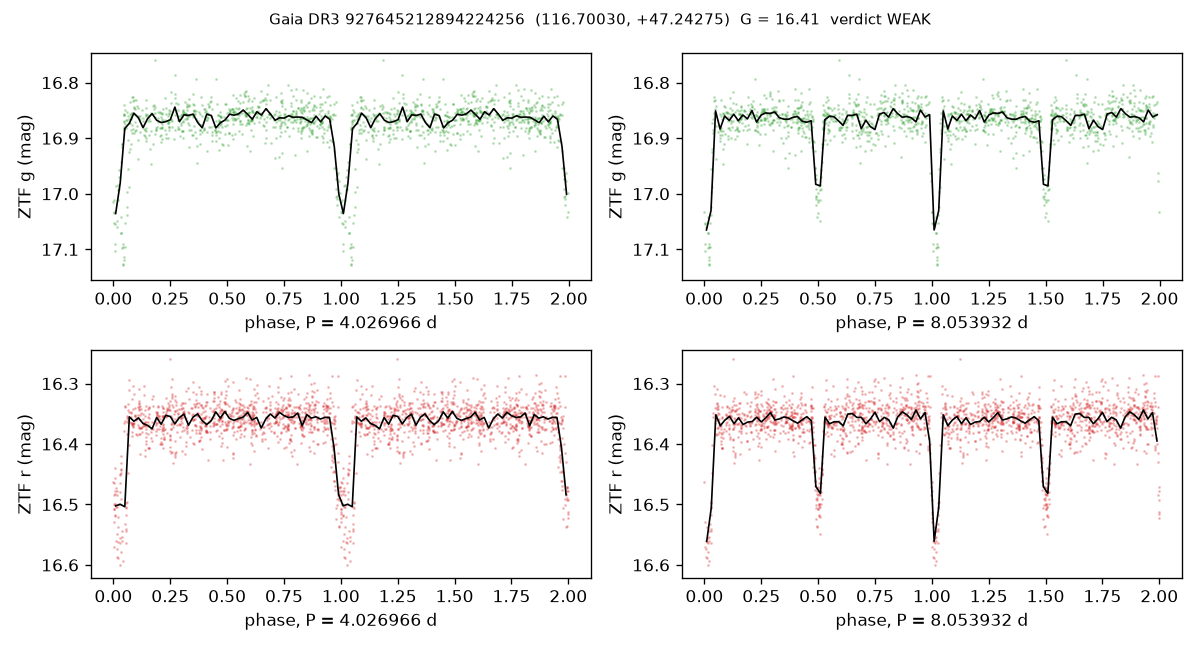 Gaia DR3 927645212894224256  (116.70030, +47.24275)  G = 16.41  verdict WEAK
ZTF g (mag)
16.8
16.9
17.0
17.1
0.00 0.25 0.50 0.75 1.00 1.25 1.50 1.75 2.00
phase, P = 4.026966 d
ZTF g (mag)
16.8
16.9
17.0
17.1
0.00 0.25 0.50 0.75 1.00 1.25 1.50 1.75 2.00
phase, P = 8.053932 d
ZTF r (mag)
16.3
16.4
16.5
16.6
0.00 0.25 0.50 0.75 1.00 1.25 1.50 1.75 2.00
phase, P = 4.026966 d
ZTF r (mag)
16.3
16.4
16.5
16.6
0.00 0.25 0.50 0.75 1.00 1.25 1.50 1.75 2.00
phase, P = 8.053932 d